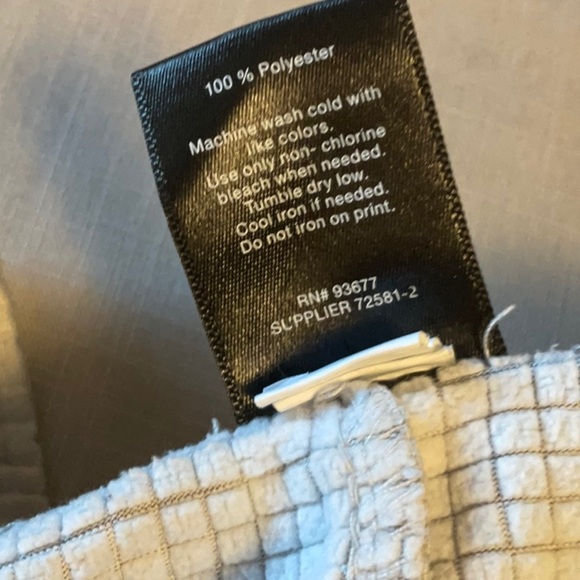 100 % Polyester
Machine wash cold with
like colors.
Use only non- chlorine
bleach when needed.
Tumble dry low.
Cool iron if needed.
Do not iron on print.
RN# 93677
SUPPLIER 72581-2